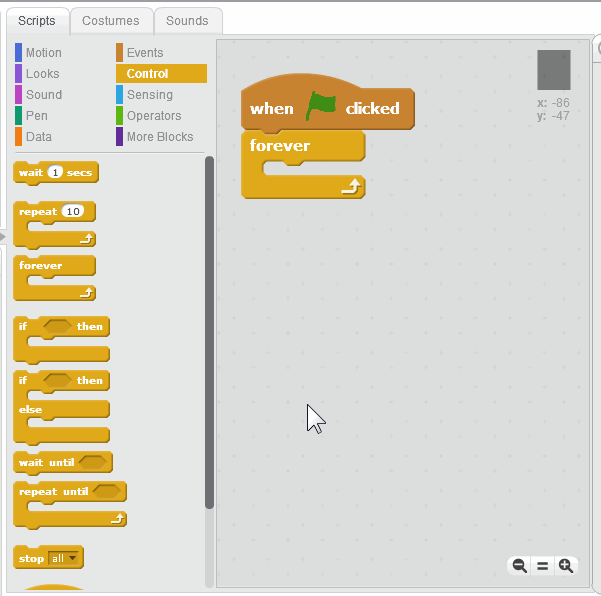 Scripts Costumes Sounds
Motion Events
Looks Control
Sound Sensing
Pen Operators
Data More Blocks
wait 1 secs
repeat 10
forever
if then
if then
else
wait until
repeat until
stop all
when clicked
forever
x: -86
y: -47